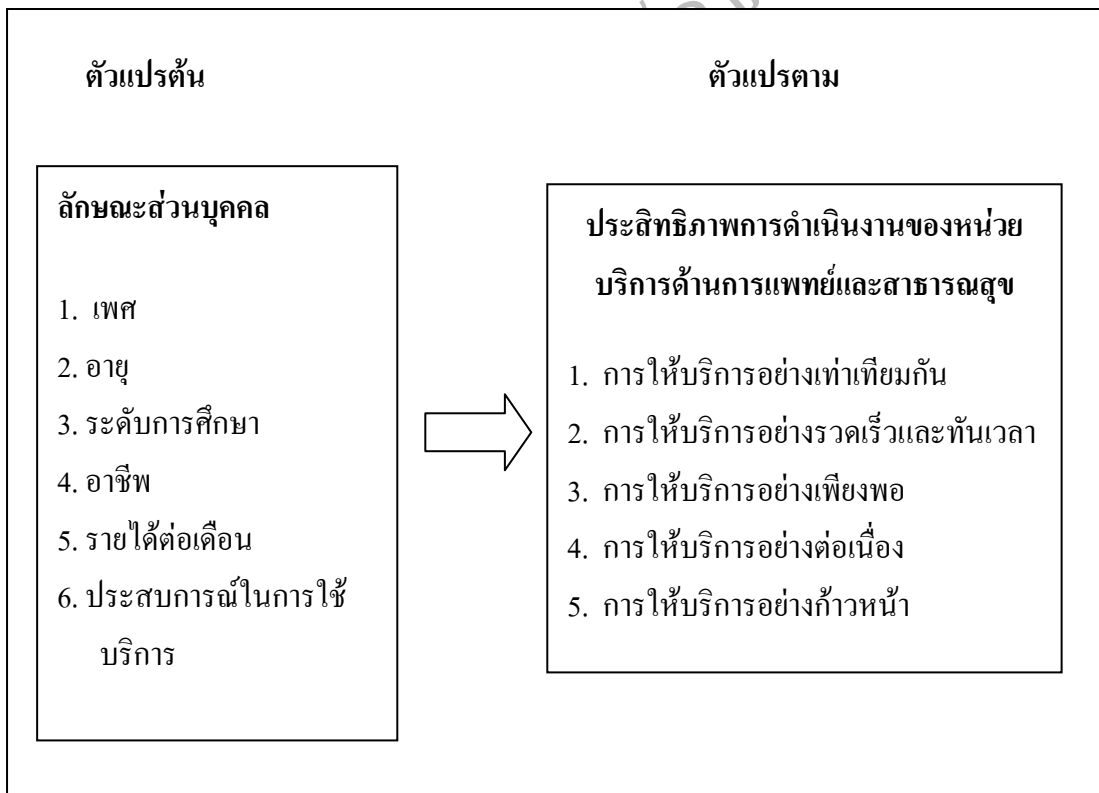 ตัวแปรต้น
ตัวแปรตาม
ลักษณะส่วนบุคคล
1. เพศ
2. อายุ
3. ระดับการศึกษา
4. อาชีพ
5. รายได้ต่อเดือน
6. ประสบการณ์ในการใช้
บริการ
ประสิทธิภาพการดำเนินงานของหน่วย
บริการด้านการแพทย์และสาธารณสุข
1. การให้บริการอย่างเท่าเทียมกัน
2. การให้บริการอย่างรวดเร็วและทันเวลา
3. การให้บริการอย่างเพียงพอ
4. การให้บริการอย่างต่อเนื่อง
5. การให้บริการอย่างก้าวหน้า